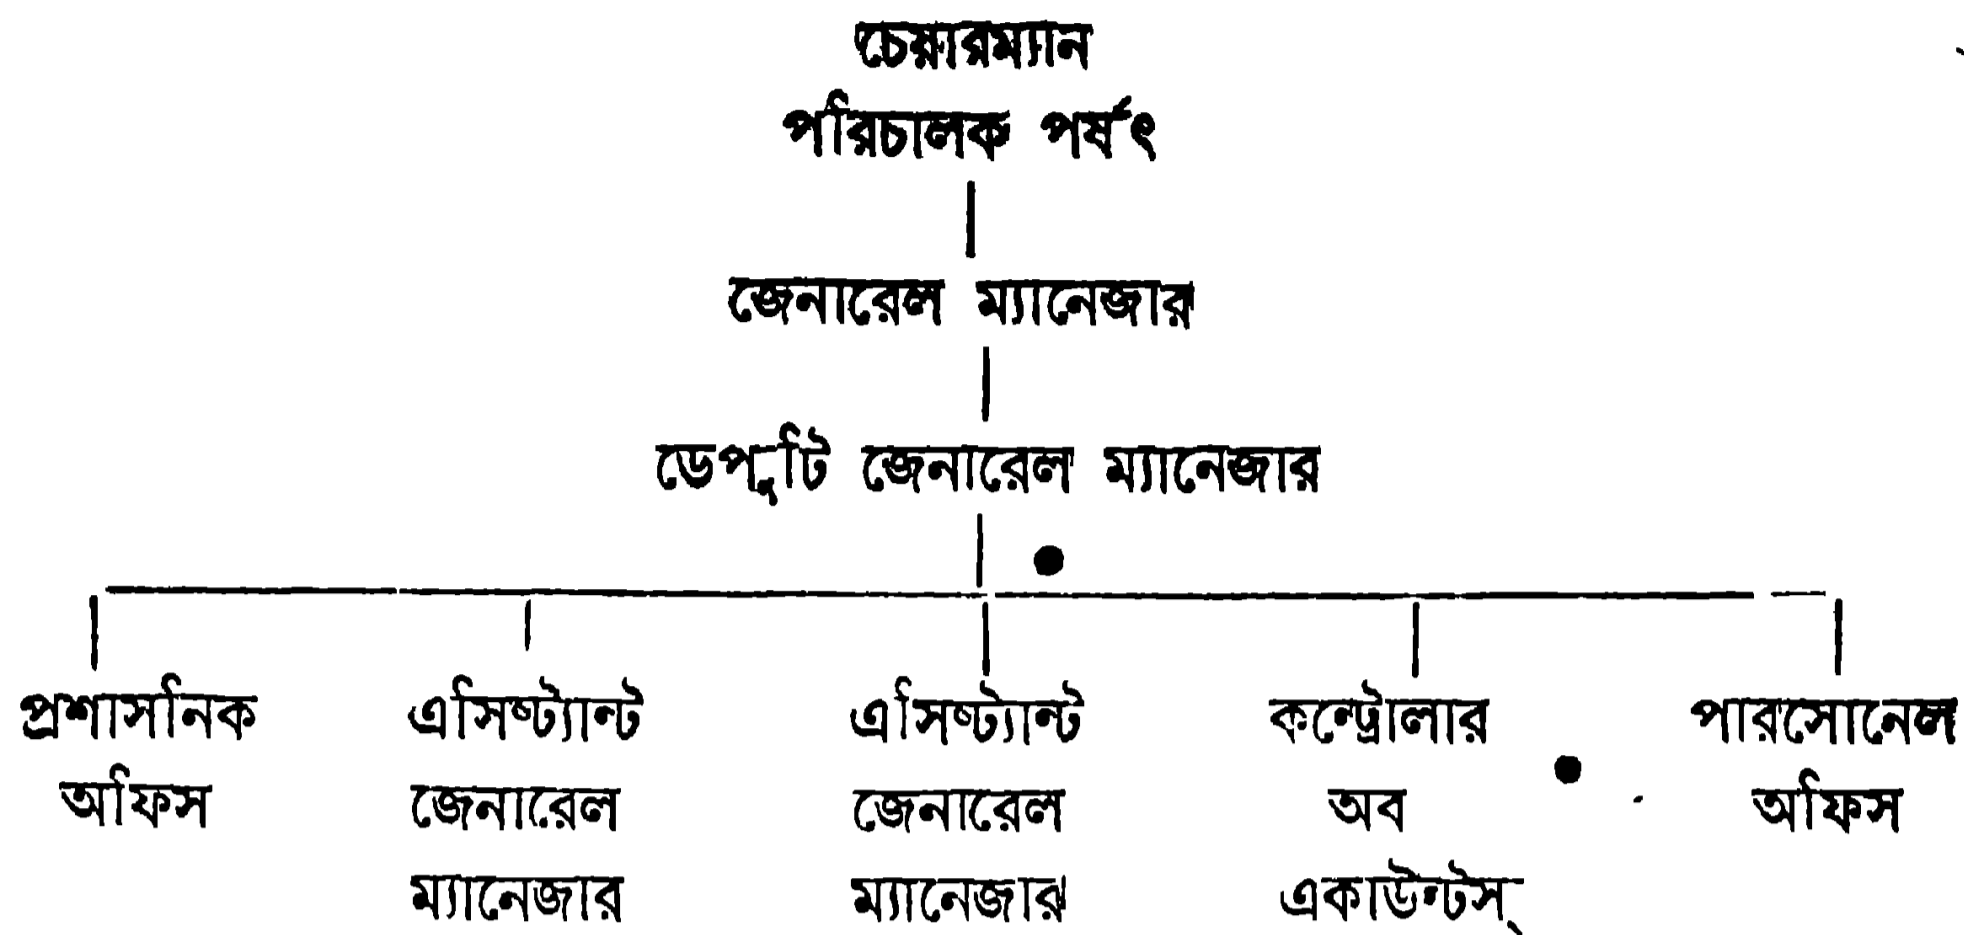 চেয়ারম্যান
পরিচালক পর্ষৎ
জেনারেল ম্যানেজার
ডেপুটি জেনারেল ম্যানেজার
প্রশাসনিক এসিষ্ট্যান্ট এসিষ্ট্যান্ট কন্ট্রোলার পারসোনেল
অফিস জেনারেল জেনারেল অব অফিস
ম্যানেজার ম্যানেজার একাউন্টস্